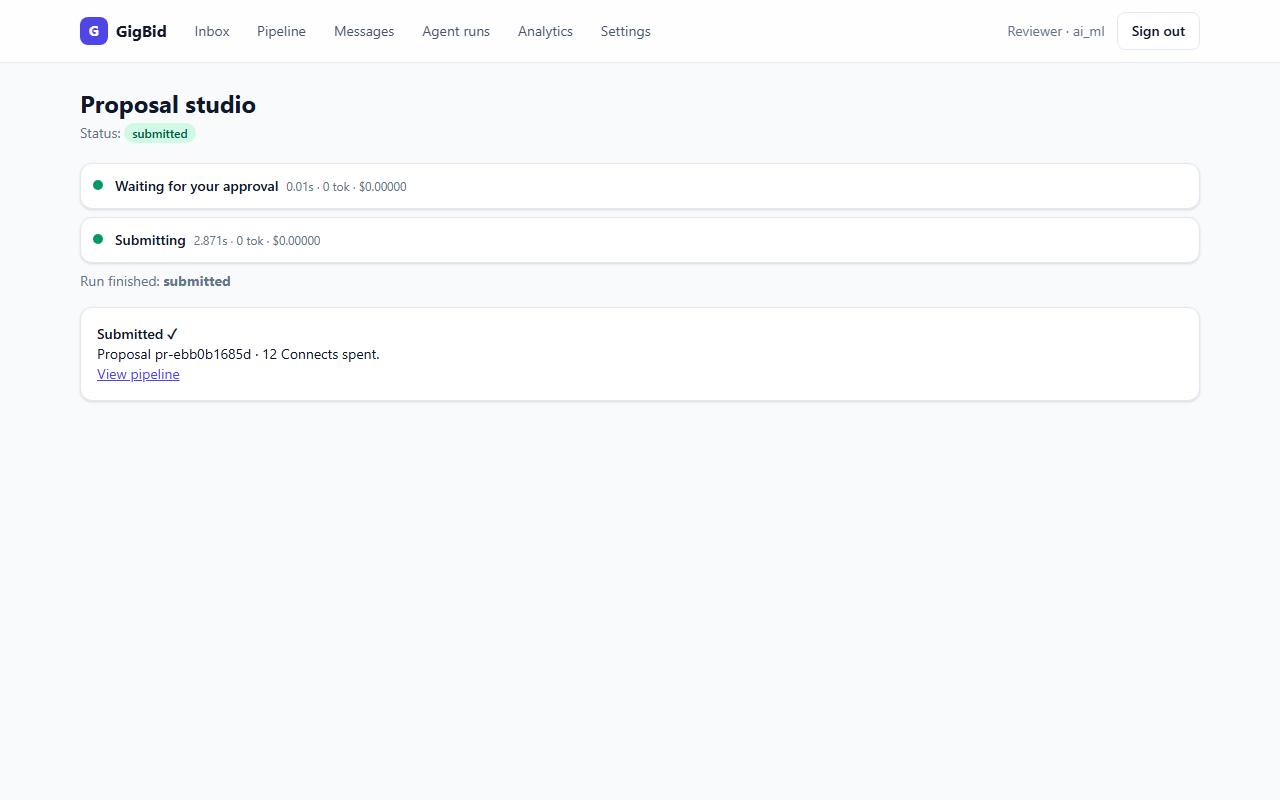 G GigBid Inbox Pipeline Messages Agent runs Analytics Settings Reviewer · ai_ml Sign out
Proposal studio
Status: submitted
Waiting for your approval 0.01s · 0 tok · $0.00000
Submitting 2.871s · 0 tok · $0.00000
Run finished: submitted
Submitted ✓
Proposal pr-ebb0b1685d · 12 Connects spent.
View pipeline